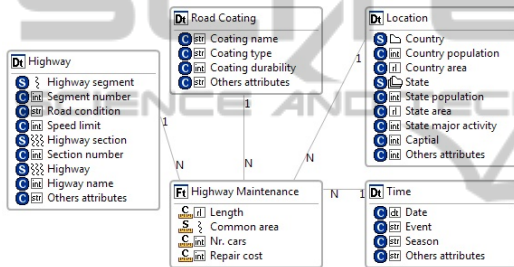 Dt Highway
S Highway segment
C int Segment number
C str Road condition
C int Speed limit
S Highway section
C int Section number
S Highway
C int Higway name
C str Others attributes
Dt Road Coating
C str Coating name
C str Coating type
C int Coating durability
C str Others attributes
Dt Location
S Country
C int Country population
C rl Country area
S State
C int State population
C rl State area
C int State major activity
C int Captial
C int Others attributes
1
1
1
N
N
N
N
1
Ft Highway Maintenance
C rl Length
S Common area
C int Nr. cars
C int Repair cost
Dt Time
C dt Date
C str Event
C str Season
C str Others attributes